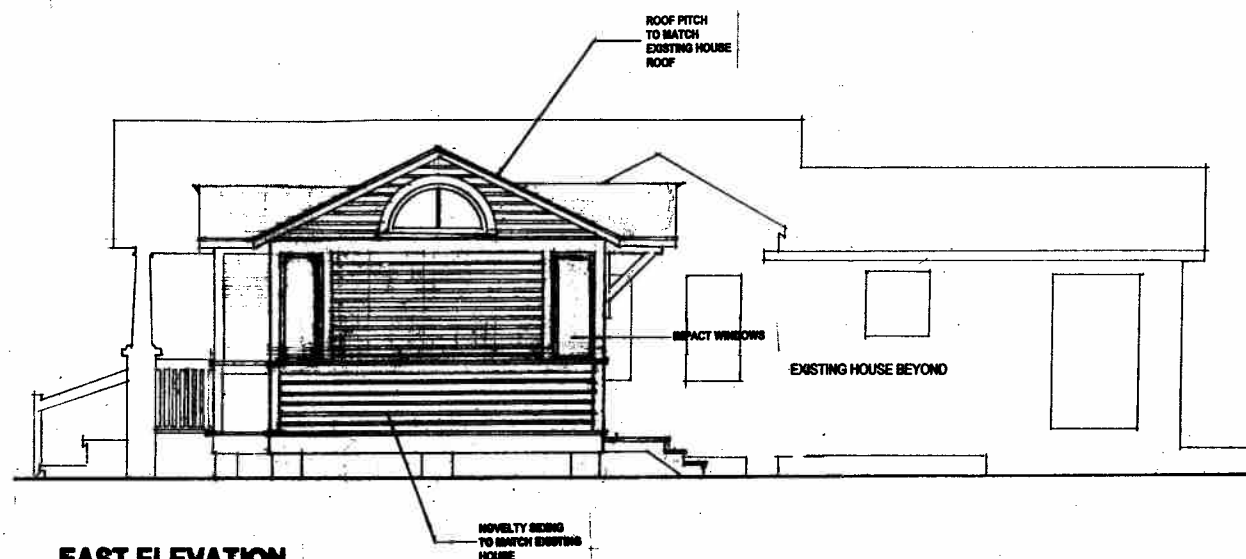 ROOF PITCH
TO MATCH
EXISTING HOUSE
ROOF
IMPACT WINDOWS
EXISTING HOUSE BEYOND
NOVELTY SIDING
TO MATCH EXISTING
HOUSE
EAST ELEVATION